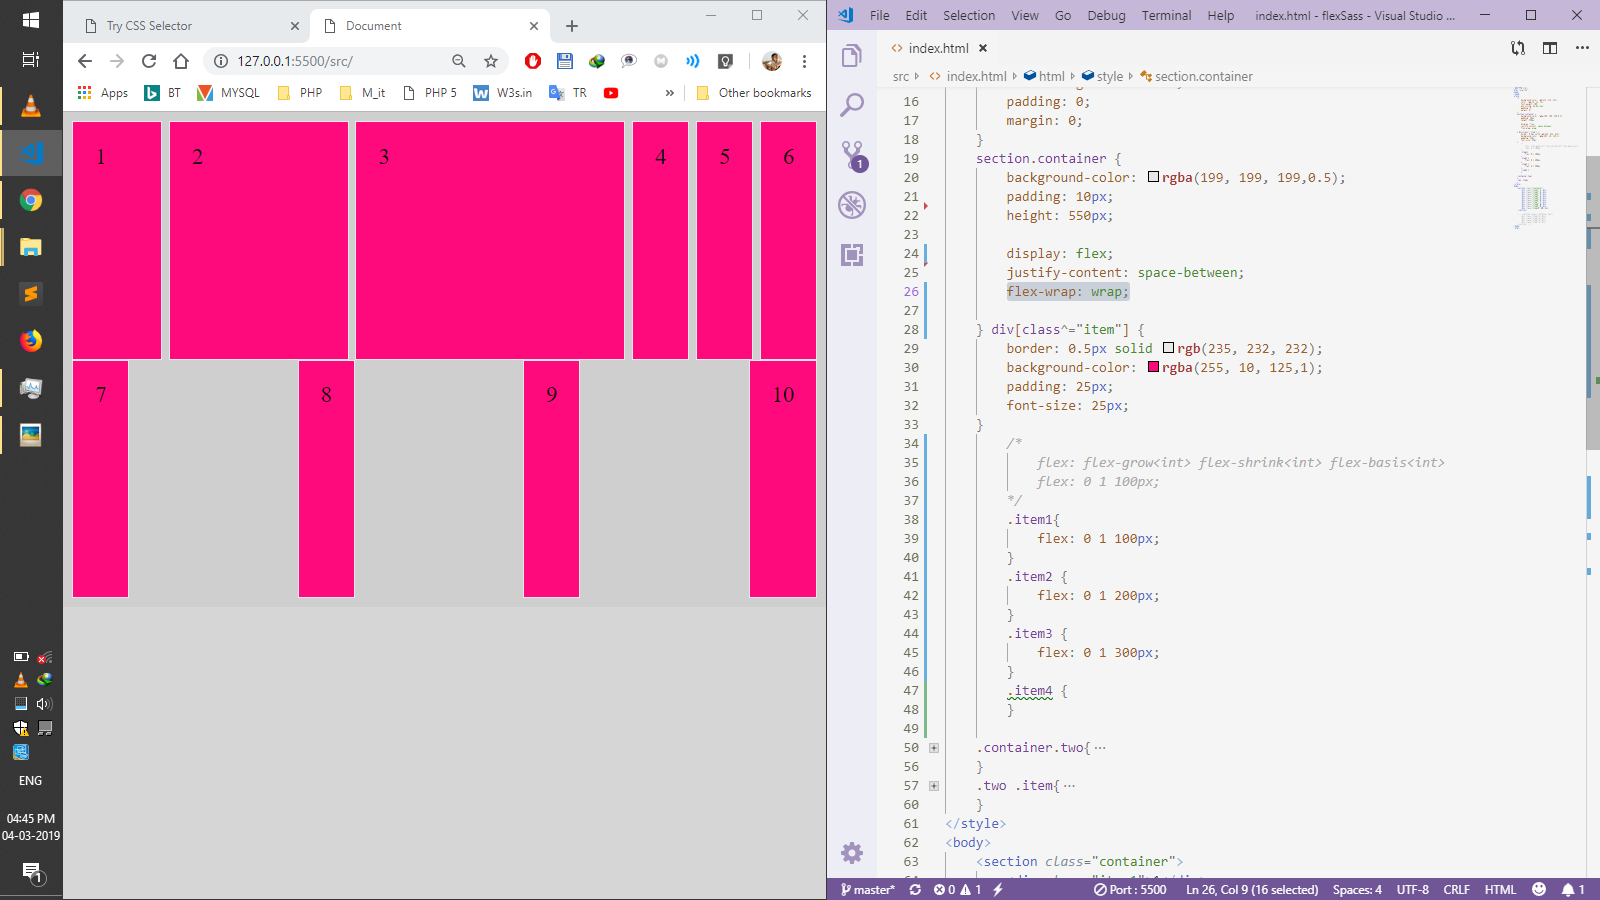 Try CSS Selector
Document
127.0.0.1:5500/src/
Apps
BT
MYSQL
PHP
M_it
PHP 5
W3s.in
TR
»
Other bookmarks
1
2
3
4
5
6
7
8
9
10
ENG
04:45 PM
04-03-2019
1
File Edit Selection View Go Debug Terminal Help
index.html - flexSass - Visual Studio ...
index.html
src
index.html
html
style
section.container
1
16 padding: 0;
17 margin: 0;
18 }
19 section.container {
20 background-color: rgba(199, 199, 199,0.5);
21 padding: 10px;
22 height: 550px;
23
24 display: flex;
25 justify-content: space-between;
26 flex-wrap: wrap;
27
28 } div[class^="item"] {
29 border: 0.5px solid rgb(235, 232, 232);
30 background-color: rgba(255, 10, 125,1);
31 padding: 25px;
32 font-size: 25px;
33 }
34 /*
35 flex: flex-grow<int> flex-shrink<int> flex-basis<int>
36 flex: 0 1 100px;
37 */
38 .item1{
39 flex: 0 1 100px;
40 }
41 .item2 {
42 flex: 0 1 200px;
43 }
44 .item3 {
45 flex: 0 1 300px;
46 }
47 .item4 {
48 }
49
50 .container.two{ ...
56 }
57 .two .item{ ...
60 }
61 </style>
62 <body>
63 <section class="container">
master* 0 1 Port : 5500 Ln 26, Col 9 (16 selected) Spaces: 4 UTF-8 CRLF HTML 1